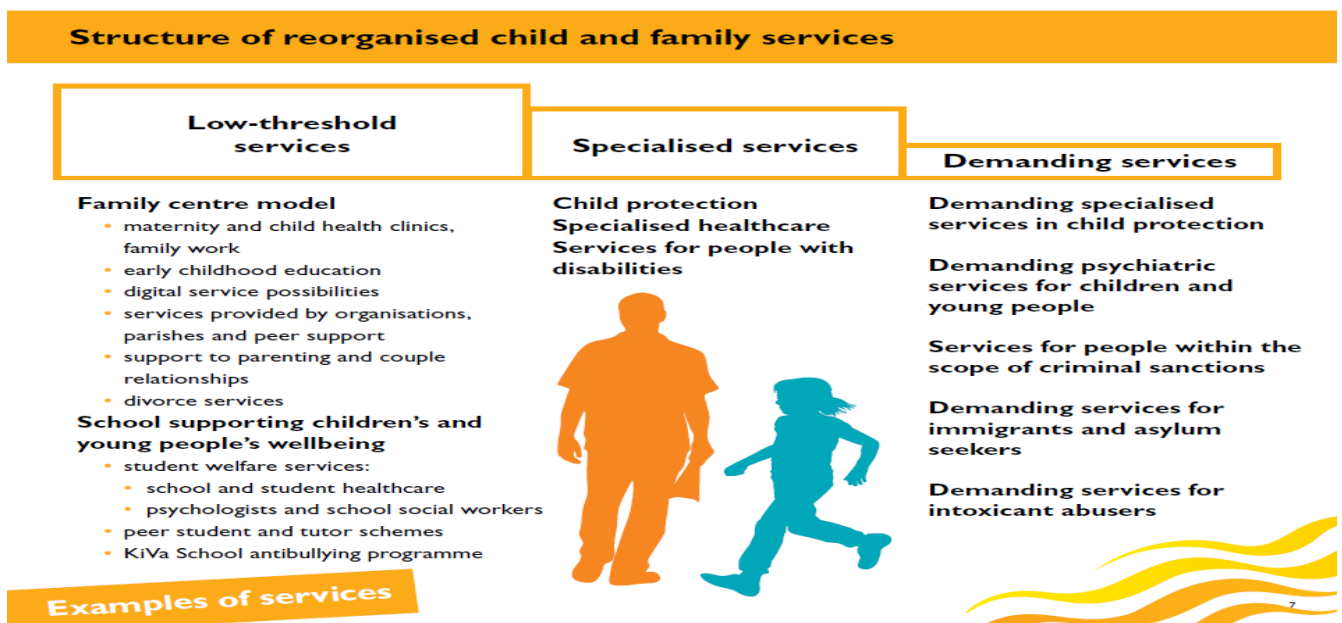 Structure of reorganised child and family services
Low-threshold
services
Family centre model
• maternity and child health clinics,
family work
• early childhood education
• digital service possibilities
• services provided by organisations,
parishes and peer support
• support to parenting and couple
relationships
• divorce services
School supporting children's and
young people's wellbeing
• student welfare services:
• school and student healthcare
• psychologists and school social workers
• peer student and tutor schemes
• KiVa School antibullying programme
Specialised services
Child protection
Specialised healthcare
Services for people with
disabilities
Demanding services
Demanding specialised
services in child protection
Demanding psychiatric
services for children and
young people
Services for people within the
scope of criminal sanctions
Demanding services for
immigrants and asylum
seekers
Demanding services for
intoxicant abusers
Examples of services
7